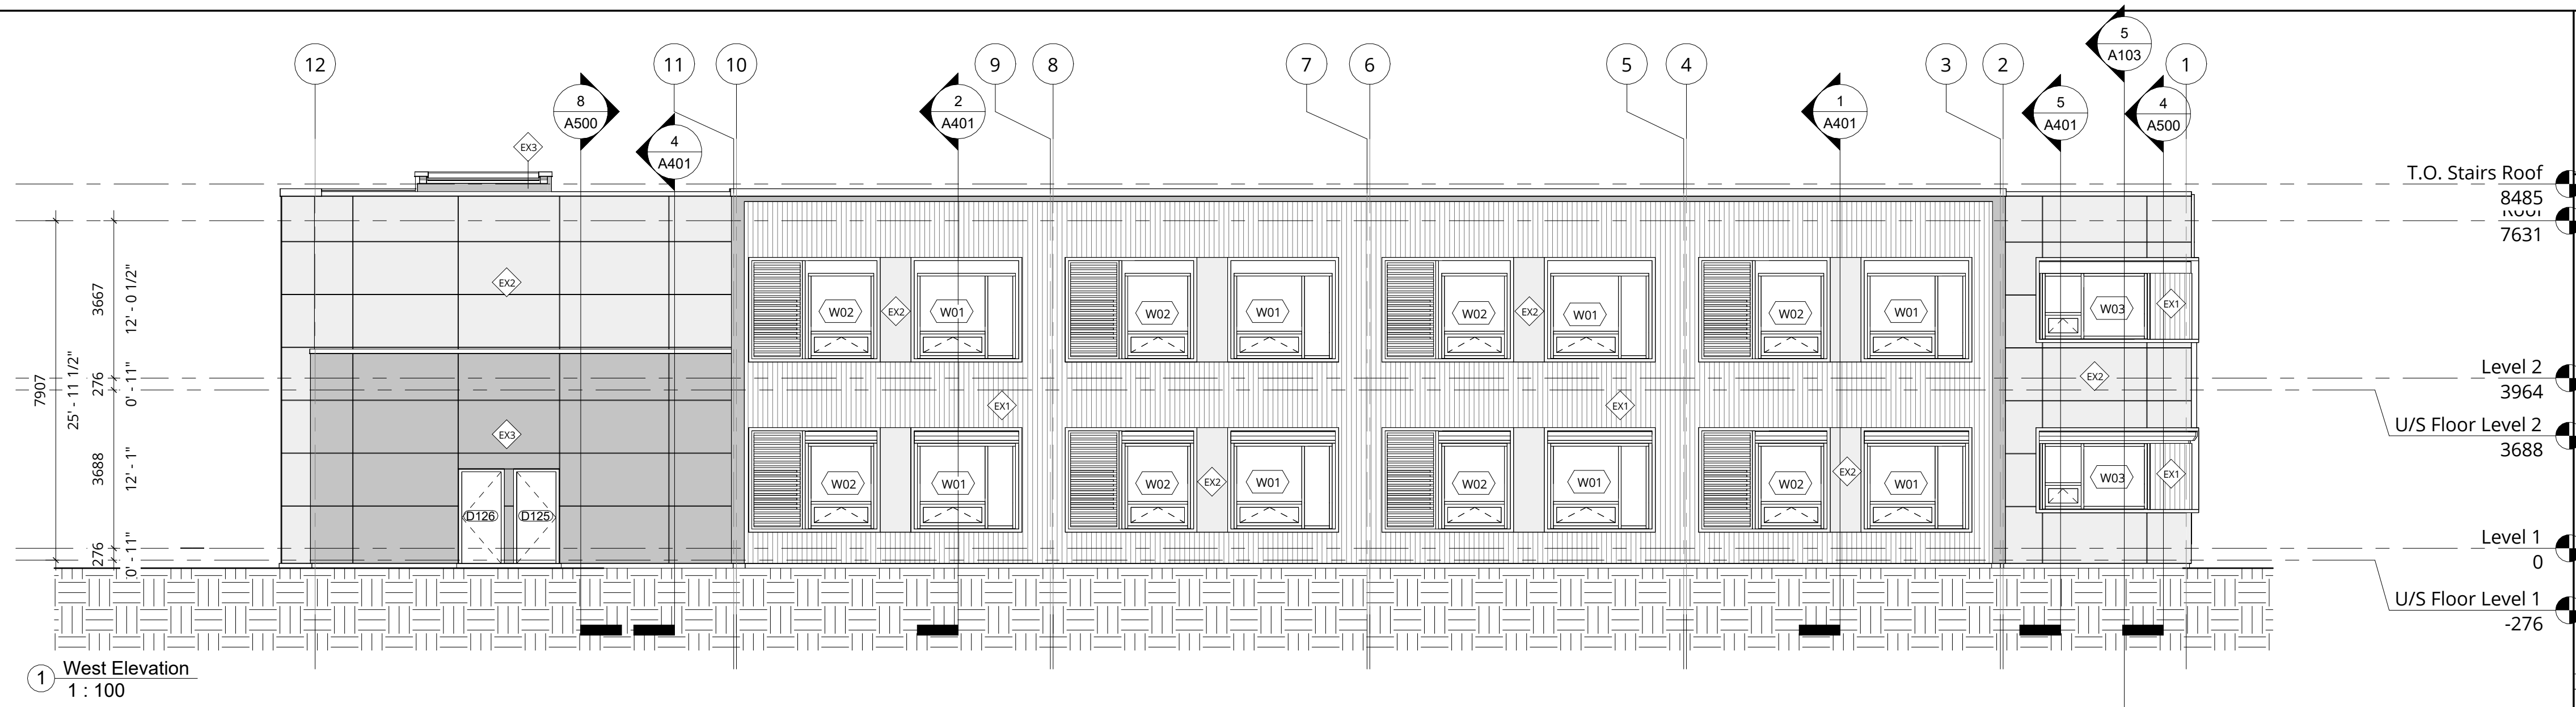 5
A103
12
11
10
9
8
7
6
5
4
3
2
1
8
A500
2
A401
1
A401
5
A401
4
A500
4
A401
EX3
T.O. Stairs Roof
8485
Roof
7631
EX2
3667
12' - 0 1/2"
W02
EX2
W01
W02
W01
W02
EX2
W01
W02
W01
W03
EX1
Level 2
3964
276
0' - 11"
7907
25' - 11 1/2"
EX2
EX1
EX1
U/S Floor Level 2
3688
EX3
3688
12' - 1"
W02
W01
W02
EX2
W01
W02
W01
W02
EX2
W01
W03
EX1
D126
D125
Level 1
0
276
0' - 11"
U/S Floor Level 1
-276
1
West Elevation
1 : 100